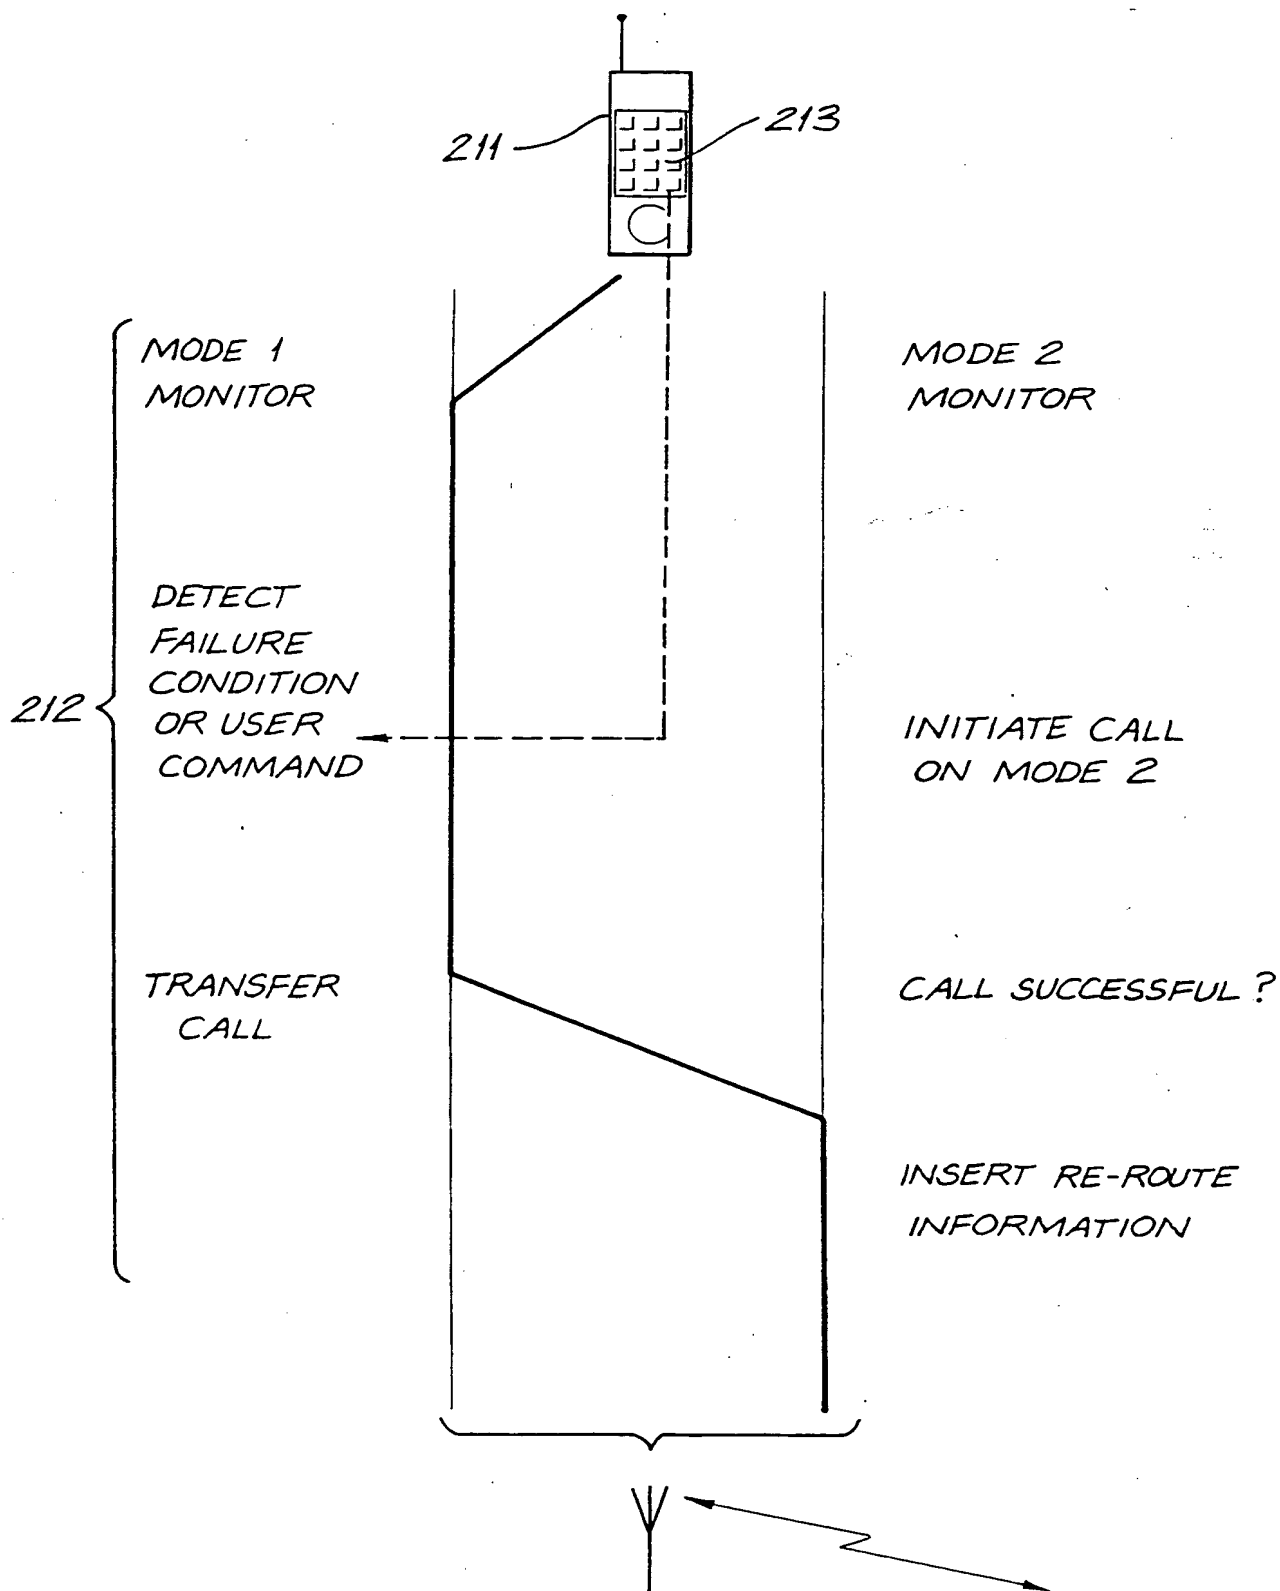 211
213
MODE 1
MONITOR
MODE 2
MONITOR
DETECT
FAILURE
CONDITION
OR USER
COMMAND
212
INITIATE CALL
ON MODE 2
TRANSFER
CALL
CALL SUCCESSFUL ?
INSERT RE-ROUTE
INFORMATION